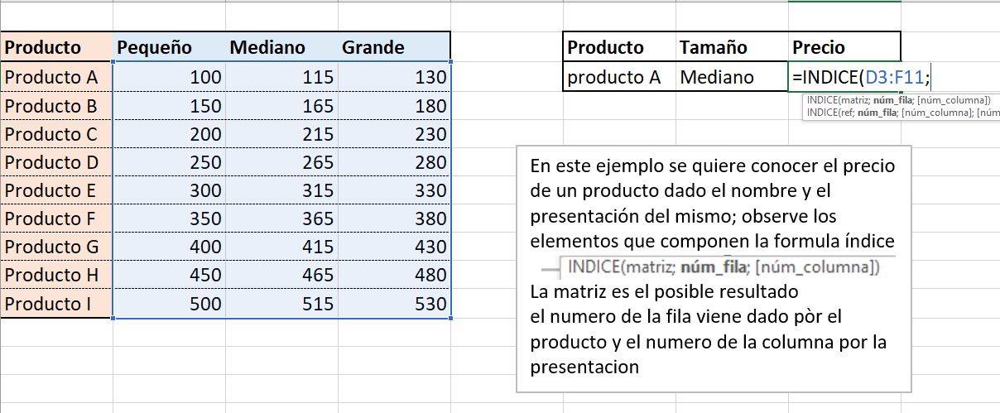 Producto Pequeño Mediano Grande
Producto A 100 115 130
Producto B 150 165 180
Producto C 200 215 230
Producto D 250 265 280
Producto E 300 315 330
Producto F 350 365 380
Producto G 400 415 430
Producto H 450 465 480
Producto I 500 515 530
Producto Tamaño Precio
producto A Mediano =INDICE(D3:F11;
INDICE(matriz; núm_fila; [núm_columna])
INDICE(ref; núm_fila; [núm_columna]; [núm
En este ejemplo se quiere conocer el precio
de un producto dado el nombre y el
presentación del mismo; observe los
elementos que componen la formula índice
INDICE(matriz; núm_fila; [núm_columna])
La matriz es el posible resultado
el numero de la fila viene dado pòr el
producto y el numero de la columna por la
presentacion